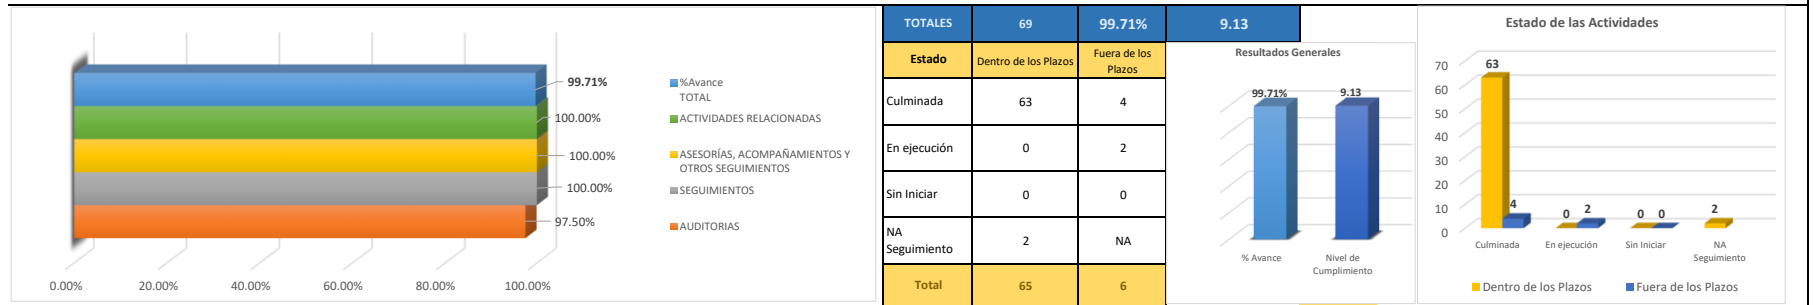 99.71%
100.00%
100.00%
100.00%
97.50%
0.00% 20.00% 40.00% 60.00% 80.00% 100.00%
%Avance
TOTAL
ACTIVIDADES RELACIONADAS
ASESORÍAS, ACOMPAÑAMIENTOS Y
OTROS SEGUIMIENTOS
SEGUIMIENTOS
AUDITORIAS
TOTALES 69 99.71% 9.13
Estado Dentro de los Plazos Fuera de los
Plazos
Culminada 63 4
En ejecución 0 2
Sin Iniciar 0 0
NA
Seguimiento 2 NA
Total 65 6
Resultados Generales
99.71% 9.13
% Avance Nivel de
Cumplimiento
Estado de las Actividades
70
60
50
40
30
20
10
0
63
4
0 2
0 0
2
Culminada En ejecución Sin Iniciar NA
Seguimiento
Dentro de los Plazos Fuera de los Plazos